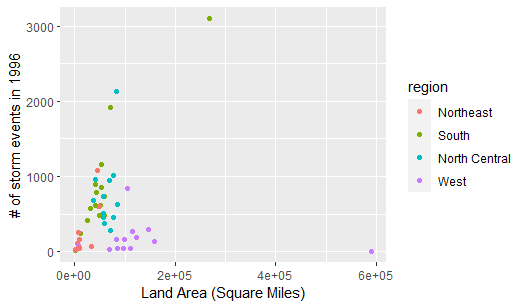 3000
2000
1000
0
# of storm events in 1996
0e+00
2e+05
4e+05
6e+05
Land Area (Square Miles)
region
Northeast
South
North Central
West